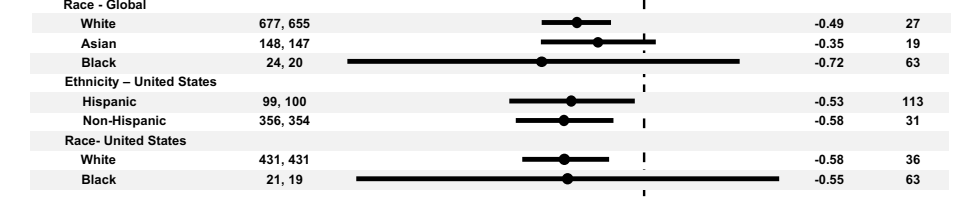 Race - Global
White 677, 655 -0.49 27
Asian 148, 147 -0.35 19
Black 24, 20 -0.72 63
Ethnicity – United States
Hispanic 99, 100 -0.53 113
Non-Hispanic 356, 354 -0.58 31
Race- United States
White 431, 431 -0.58 36
Black 21, 19 -0.55 63